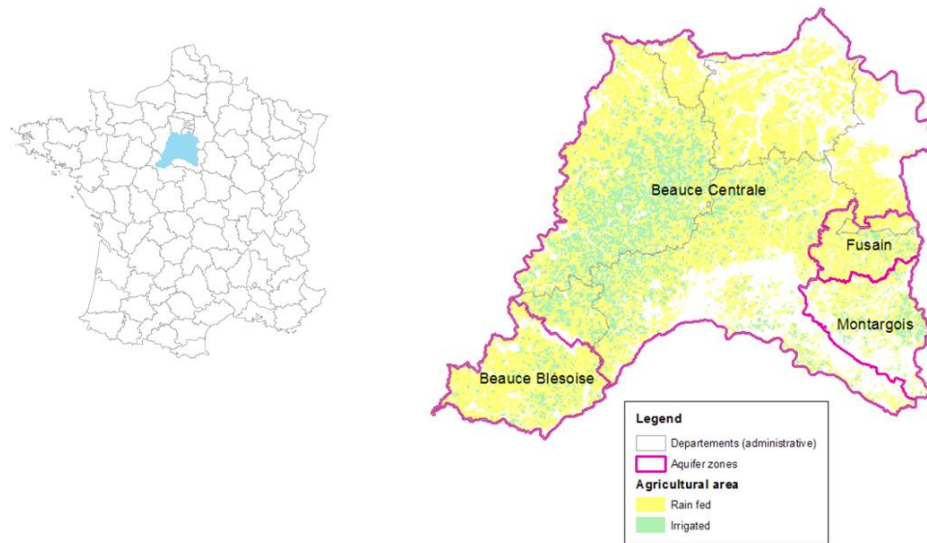 Beauce Centrale
Fusain
Montargois
Beauce Blésoise
Legend
Departements (administrative)
Aquifer zones
Agricultural area
Rain fed
Irrigated